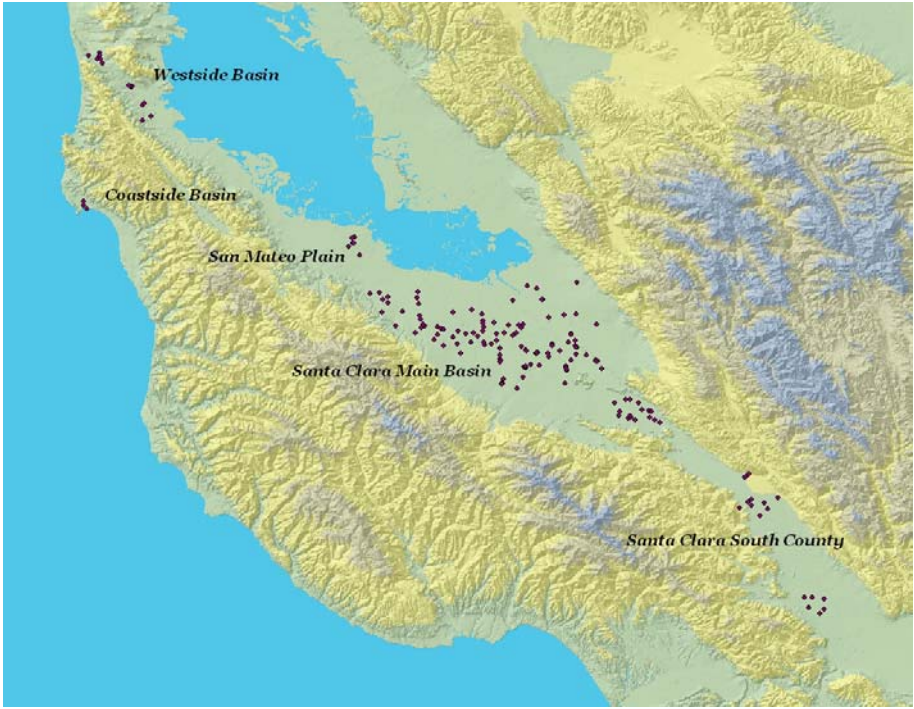 Westside Basin
Coastside Basin
San Mateo Plain
Santa Clara Main Basin
Santa Clara South County